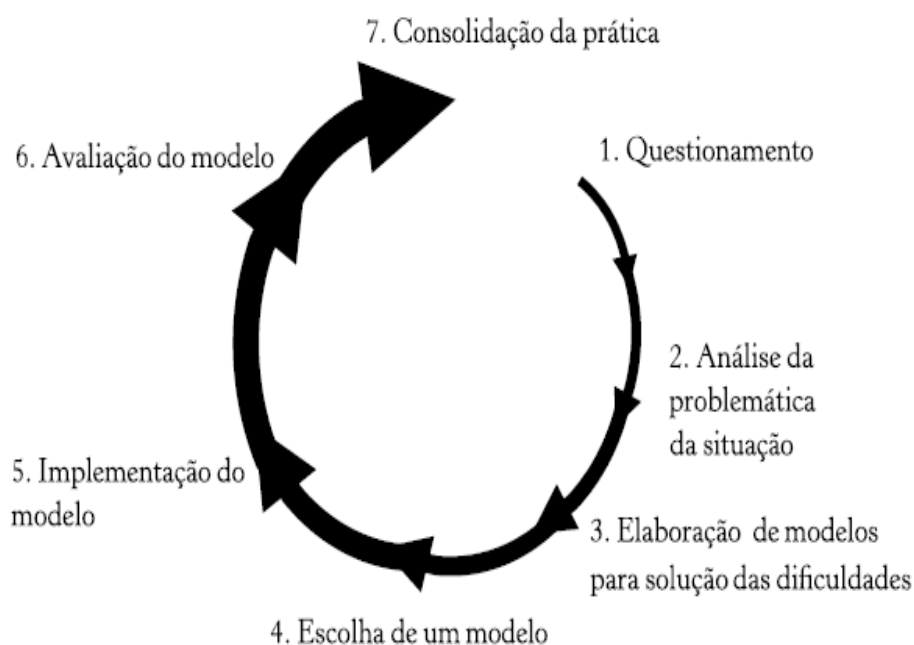 7. Consolidação da prática
1. Questionamento
6. Avaliação do modelo
2. Análise da
problemática
da situação
5. Implementação do
modelo
3. Elaboração de modelos
para solução das dificuldades
4. Escolha de um modelo